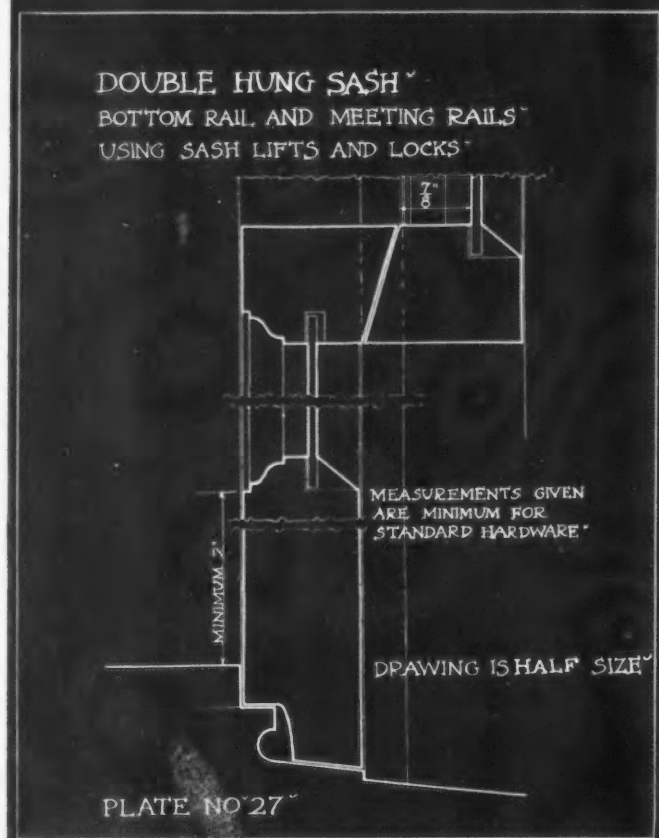 DOUBLE HUNG SASH
BOTTOM RAIL AND MEETING RAILS
USING SASH LIFTS AND LOCKS
7"
8
MEASUREMENTS GIVEN
ARE MINIMUM FOR
STANDARD HARDWARE
MINIMUM 2"
DRAWING IS HALF SIZE
PLATE NO 27